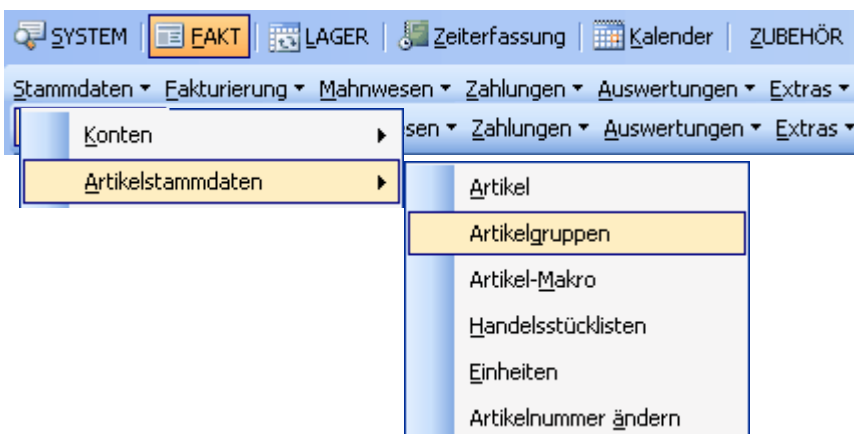 SYSTEM FAKT LAGER Zeiterfassung Kalender ZUBEHÖR
Stammdaten Fakturierung Mahnwesen Zahlungen Auswertungen Extras
sen Zahlungen Auswertungen Extras
Konten
Artikelstammdaten
Artikel
Artikelgruppen
Artikel-Makro
Handelsstücklisten
Einheiten
Artikelnummer ändern